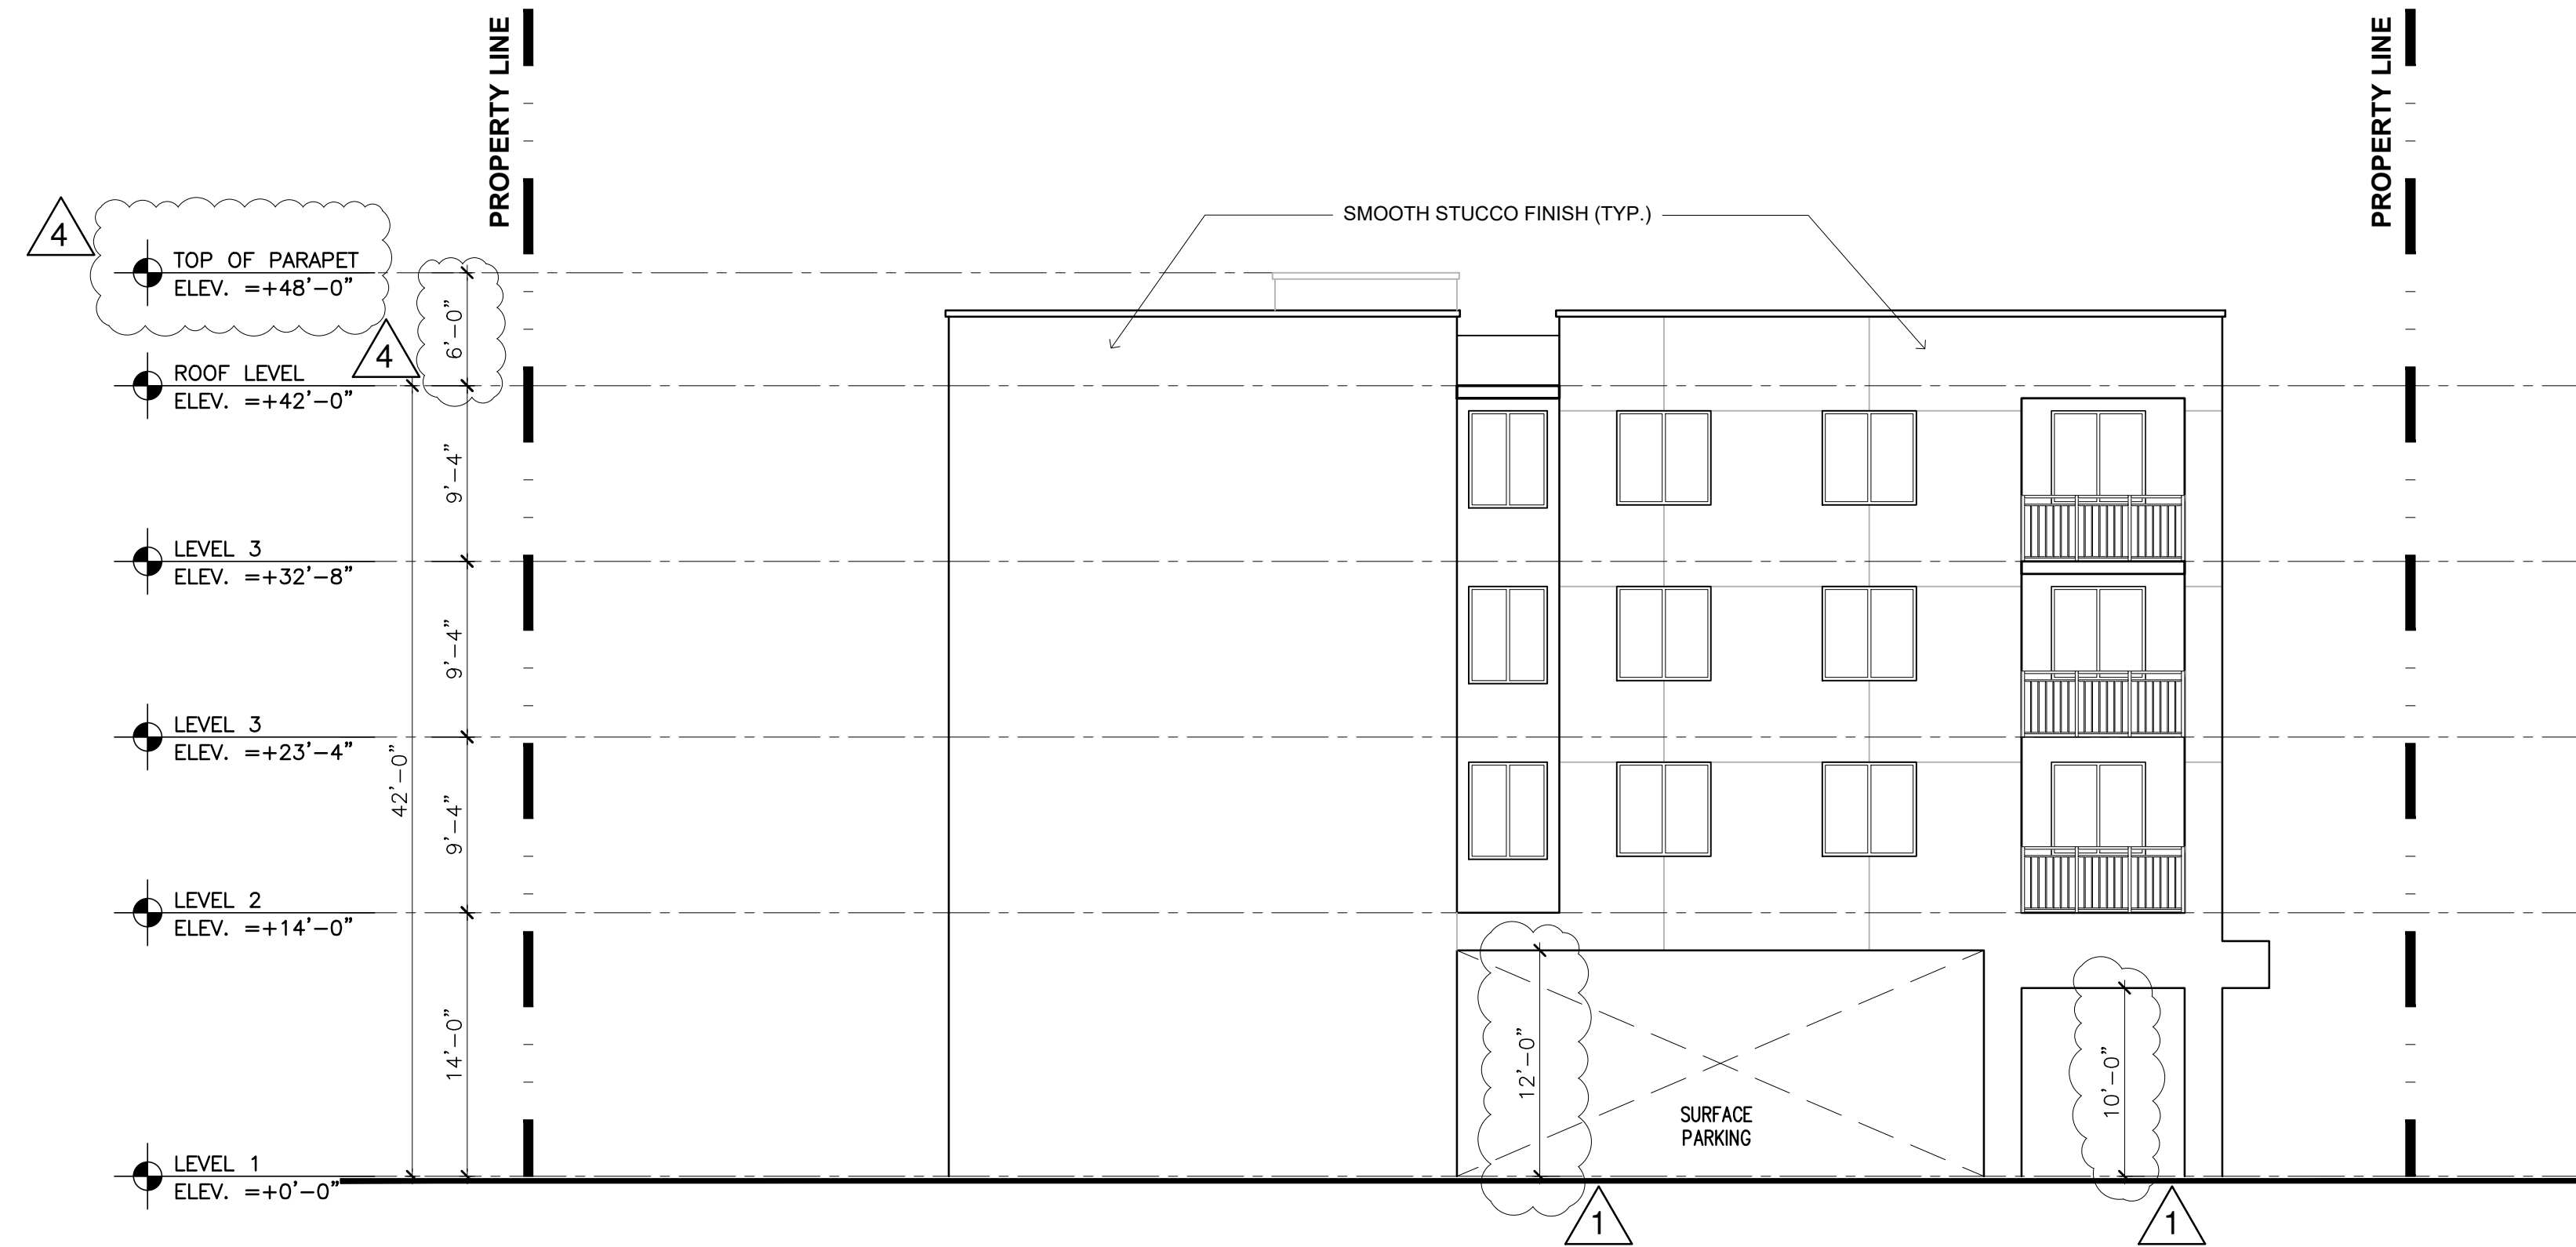 PROPERTY LINE
PROPERTY LINE
SMOOTH STUCCO FINISH (TYP.)
4
TOP OF PARAPET
ELEV. =+48'-0"
6'-0"
4
ROOF LEVEL
ELEV. =+42'-0"
9'-4"
LEVEL 3
ELEV. =+32'-8"
9'-4"
LEVEL 3
ELEV. =+23'-4"
42'-0"
9'-4"
LEVEL 2
ELEV. =+14'-0"
14'-0"
12'-0"
10'-0"
SURFACE
PARKING
LEVEL 1
ELEV. =+0'-0"
1
1